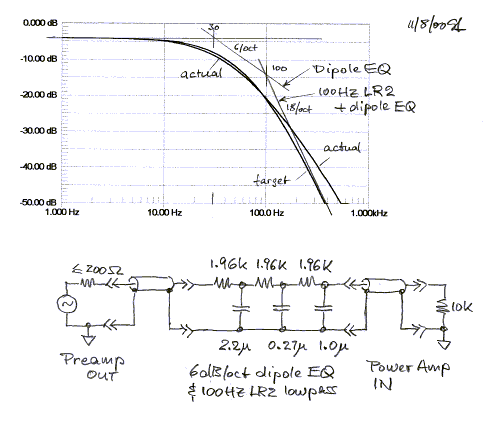 0.000 dB
-10.00 dB
-20.00 dB
-30.00 dB
-40.00 dB
-50.00 dB
1.000 Hz
10.00 Hz
100.0 Hz
1.000kHz
11/8/00
30
6/oct
100
actual
Dipole EQ
100Hz LR2
+ dipole EQ
18/oct
actual
target
≤200Ω
1.96K 1.96K 1.96K
10K
2.2µ 0.27µ 1.0µ
Preamp
OUT
6dB/oct dipole EQ
& 100Hz LR2 lowpass
Power Amp
IN